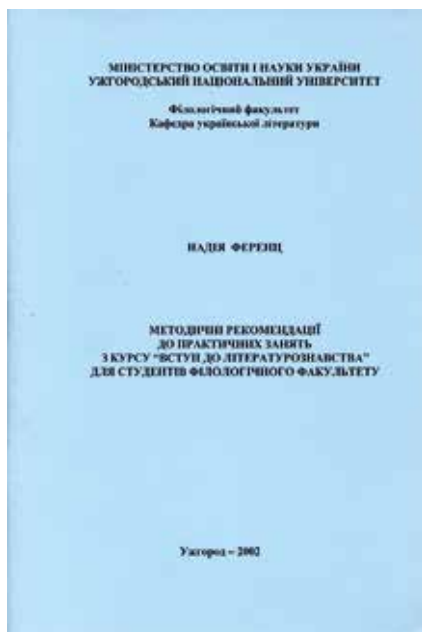 МІНІСТЕРСТВО ОСВІТИ І НАУКИ УКРАЇНИ
УЖГОРОДСЬКИЙ НАЦІОНАЛЬНИЙ УНІВЕРСИТЕТ
Філологічний факультет
Кафедра української літератури
НАДІЯ ФЕРЕНЦ
МЕТОДИЧНІ РЕКОМЕНДАЦІЇ
ДО ПРАКТИЧНИХ ЗАНЯТЬ
З КУРСУ “ВСТУП ДО ЛІТЕРАТУРОЗНАВСТВА”
ДЛЯ СТУДЕНТІВ ФІЛОЛОГІЧНОГО ФАКУЛЬТЕТУ
Ужгород – 2002